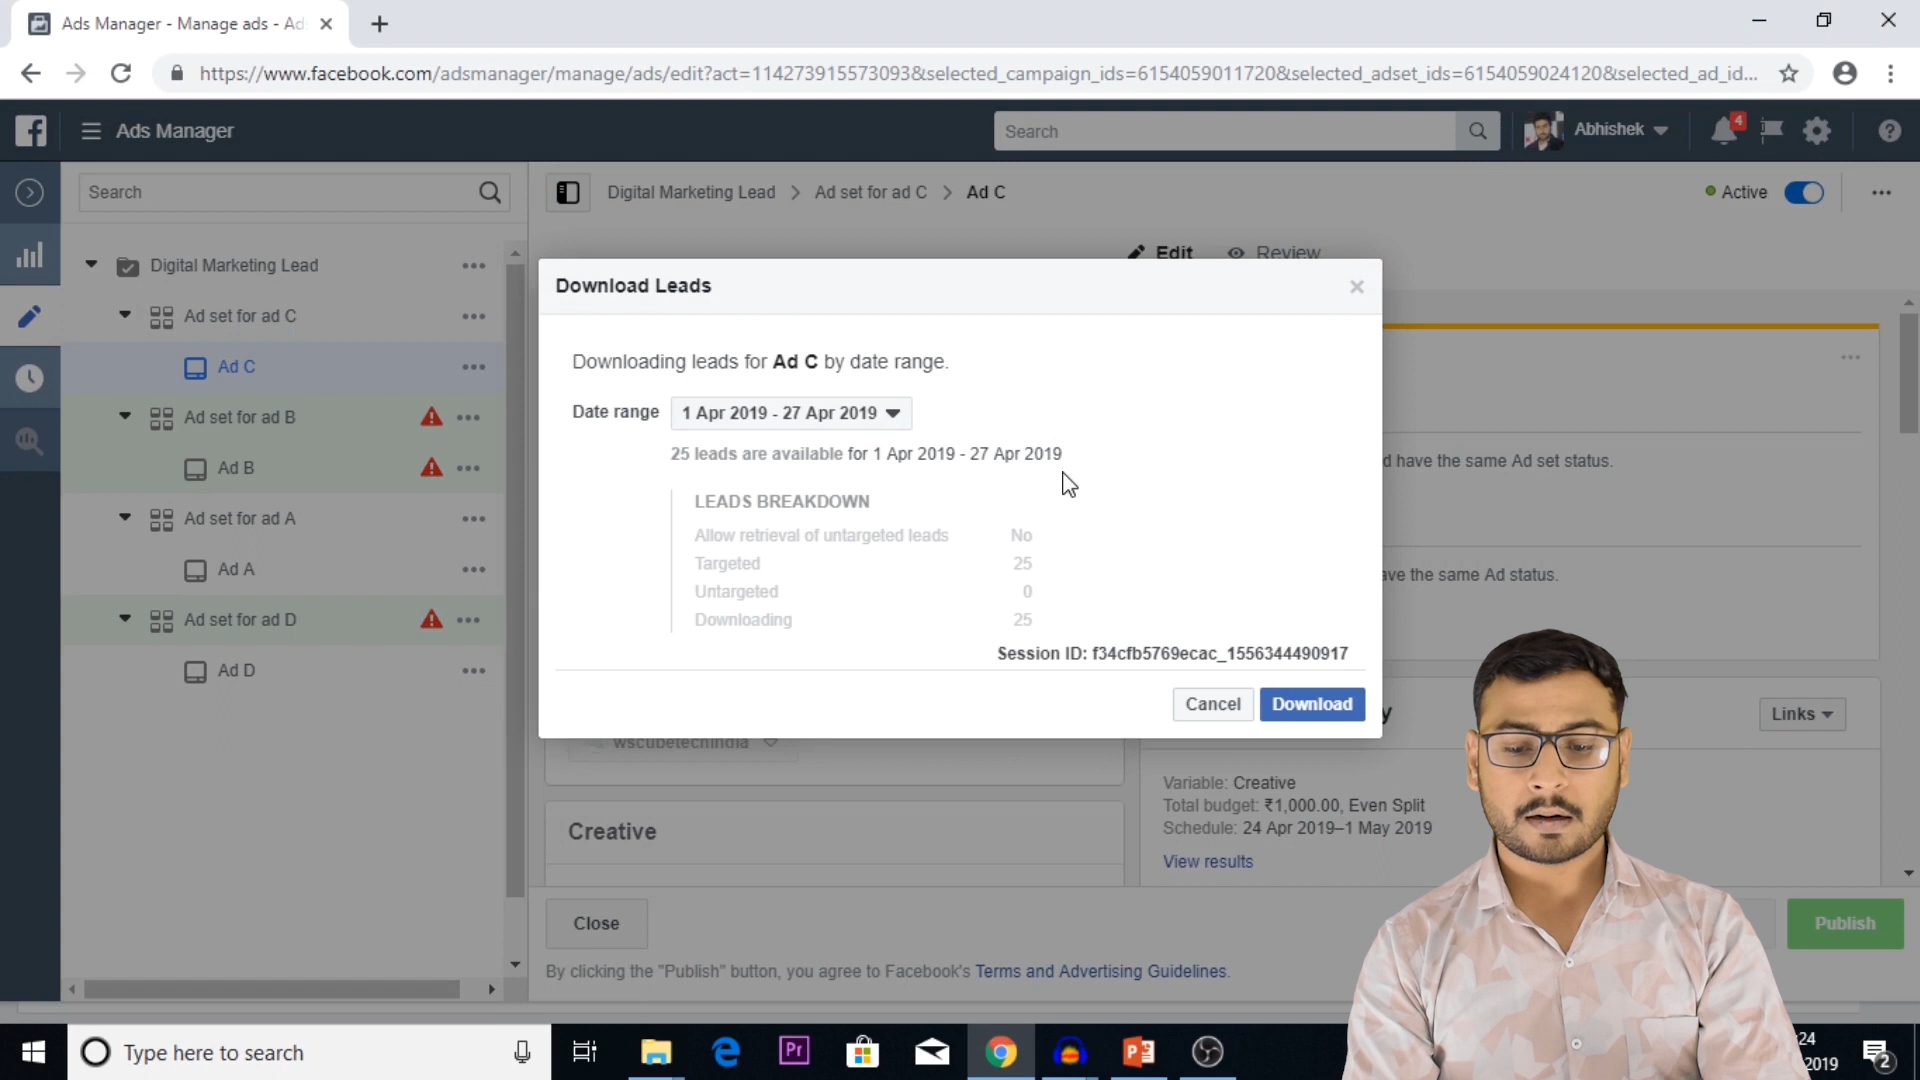 Ads Manager - Manage ads - Ad
https://www.facebook.com/adsmanager/manage/ads/edit?act=114273915573093&selected_campaign_ids=6154059011720&selected_adset_ids=6154059024120&selected_ad_id...
Ads Manager
Search
Abhishek
4
Search
Digital Marketing Lead
Ad set for ad C
Ad C
Active
Edit
Review
Digital Marketing Lead
Ad set for ad C
Ad C
Ad set for ad B
Ad B
Ad set for ad A
Ad A
Ad set for ad D
Ad D
Download Leads
Downloading leads for Ad C by date range.
Date range
1 Apr 2019 - 27 Apr 2019
25 leads are available for 1 Apr 2019 - 27 Apr 2019
LEADS BREAKDOWN
Allow retrieval of untargeted leads No
Targeted 25
Untargeted 0
Downloading 25
Session ID: f34cfb5769ecac_1556344490917
Cancel
Download
d have the same Ad set status.
ave the same Ad status.
wscubetechindia
y
Links
Variable: Creative
Total budget: ₹1,000.00, Even Split
Schedule: 24 Apr 2019–1 May 2019
View results
Creative
Close
Publish
By clicking the "Publish" button, you agree to Facebook's Terms and Advertising Guidelines.
Type here to search
Pr
:24
2019
2